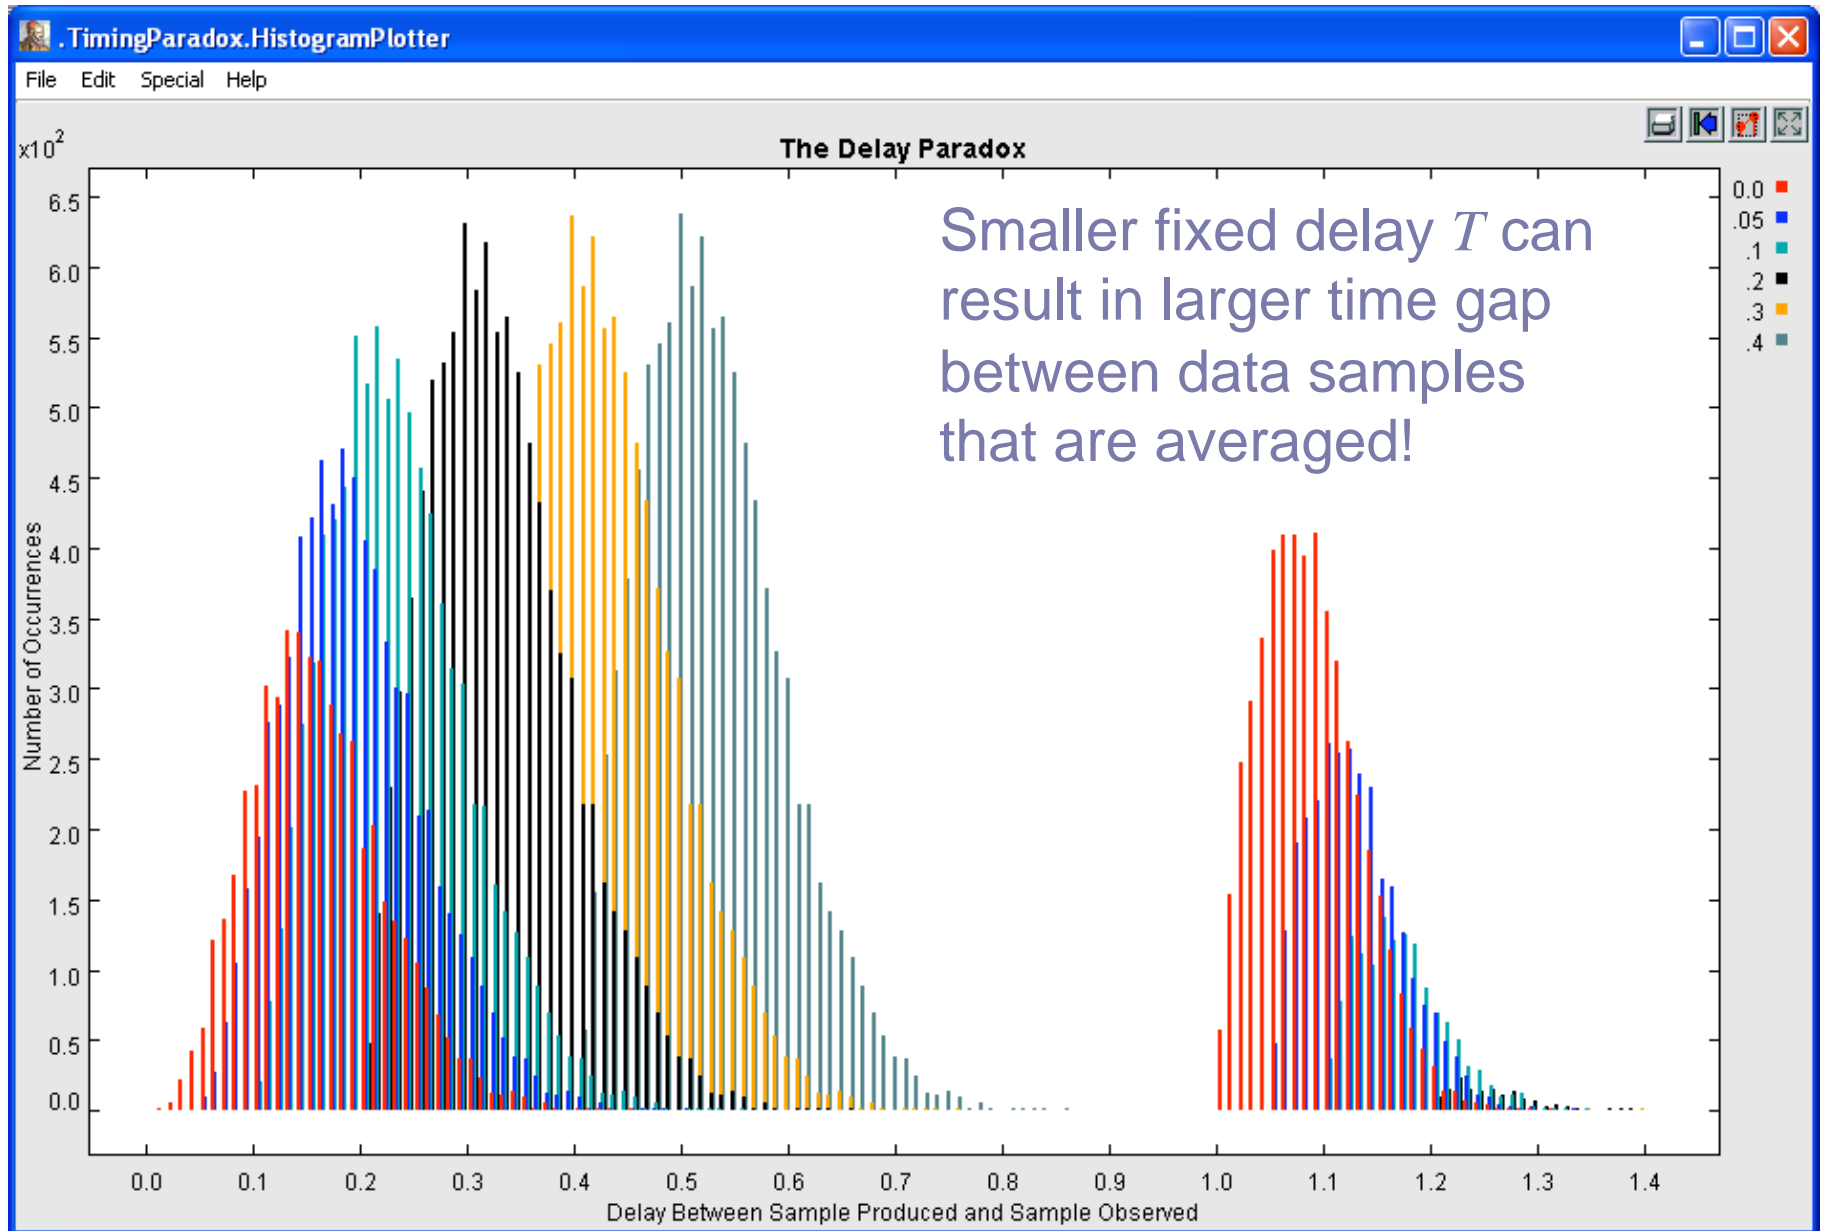 .TimingParadox.HistogramPlotter
File Edit Special Help
x10^2
The Delay Paradox
Smaller fixed delay T can
result in larger time gap
between data samples
that are averaged!
0.0
.05
.1
.2
.3
.4
Number of Occurrences
6.5
6.0
5.5
5.0
4.5
4.0
3.5
3.0
2.5
2.0
1.5
1.0
0.5
0.0
0.0 0.1 0.2 0.3 0.4 0.5 0.6 0.7 0.8 0.9 1.0 1.1 1.2 1.3 1.4
Delay Between Sample Produced and Sample Observed